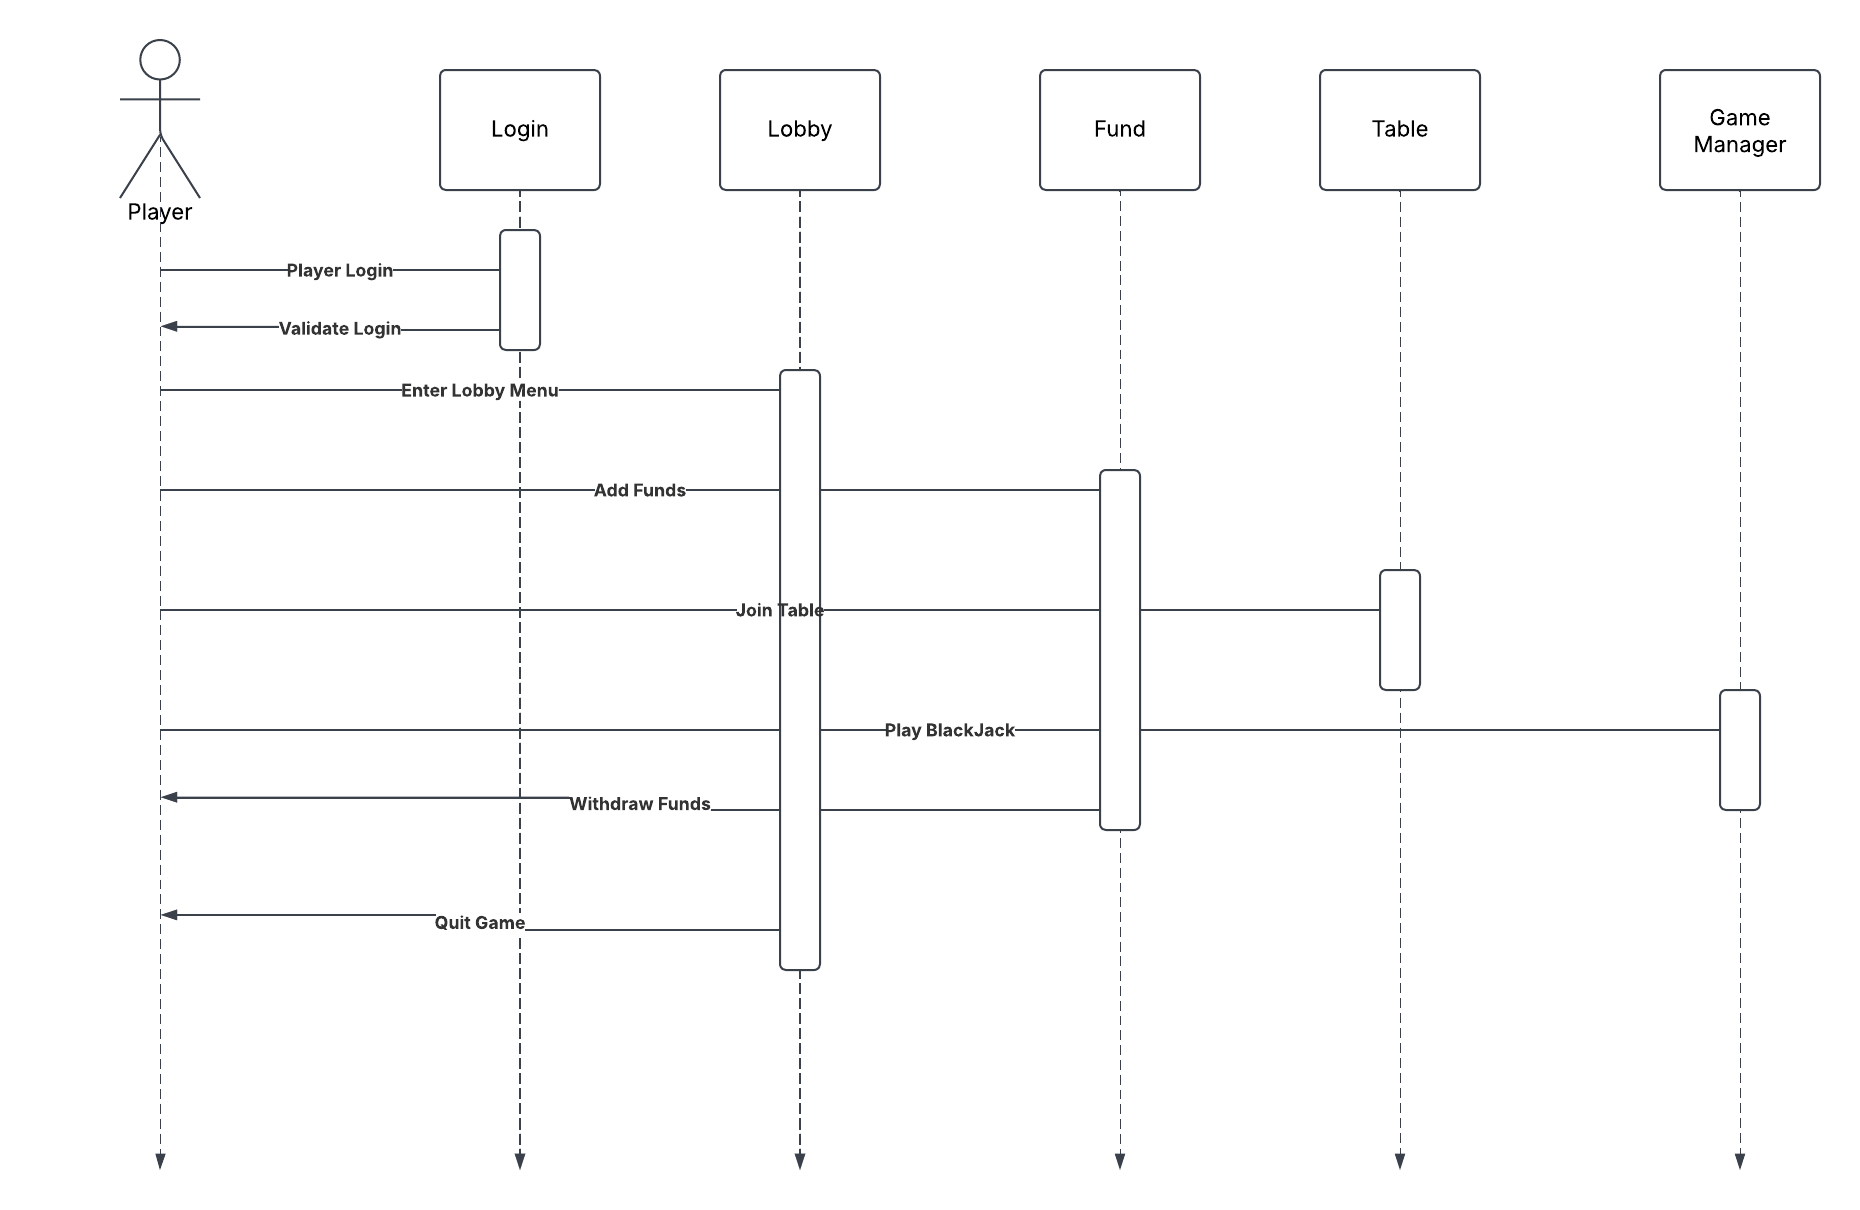 Login
Lobby
Fund
Table
Game
Manager
Player
Player Login
Validate Login
Enter Lobby Menu
Add Funds
Join Table
Play BlackJack
Withdraw Funds
Quit Game